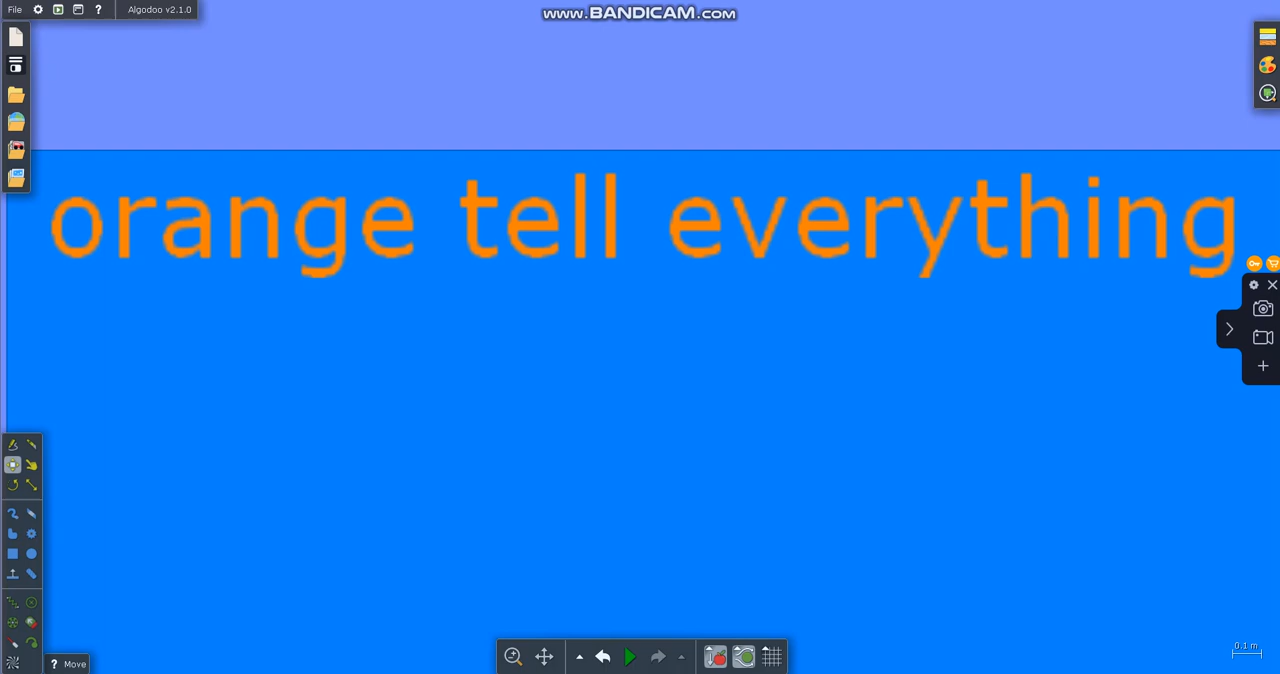 File ? Algodoo v2.1.0
www.BANDICAM.com
orange tell everything
? Move
0.1 m